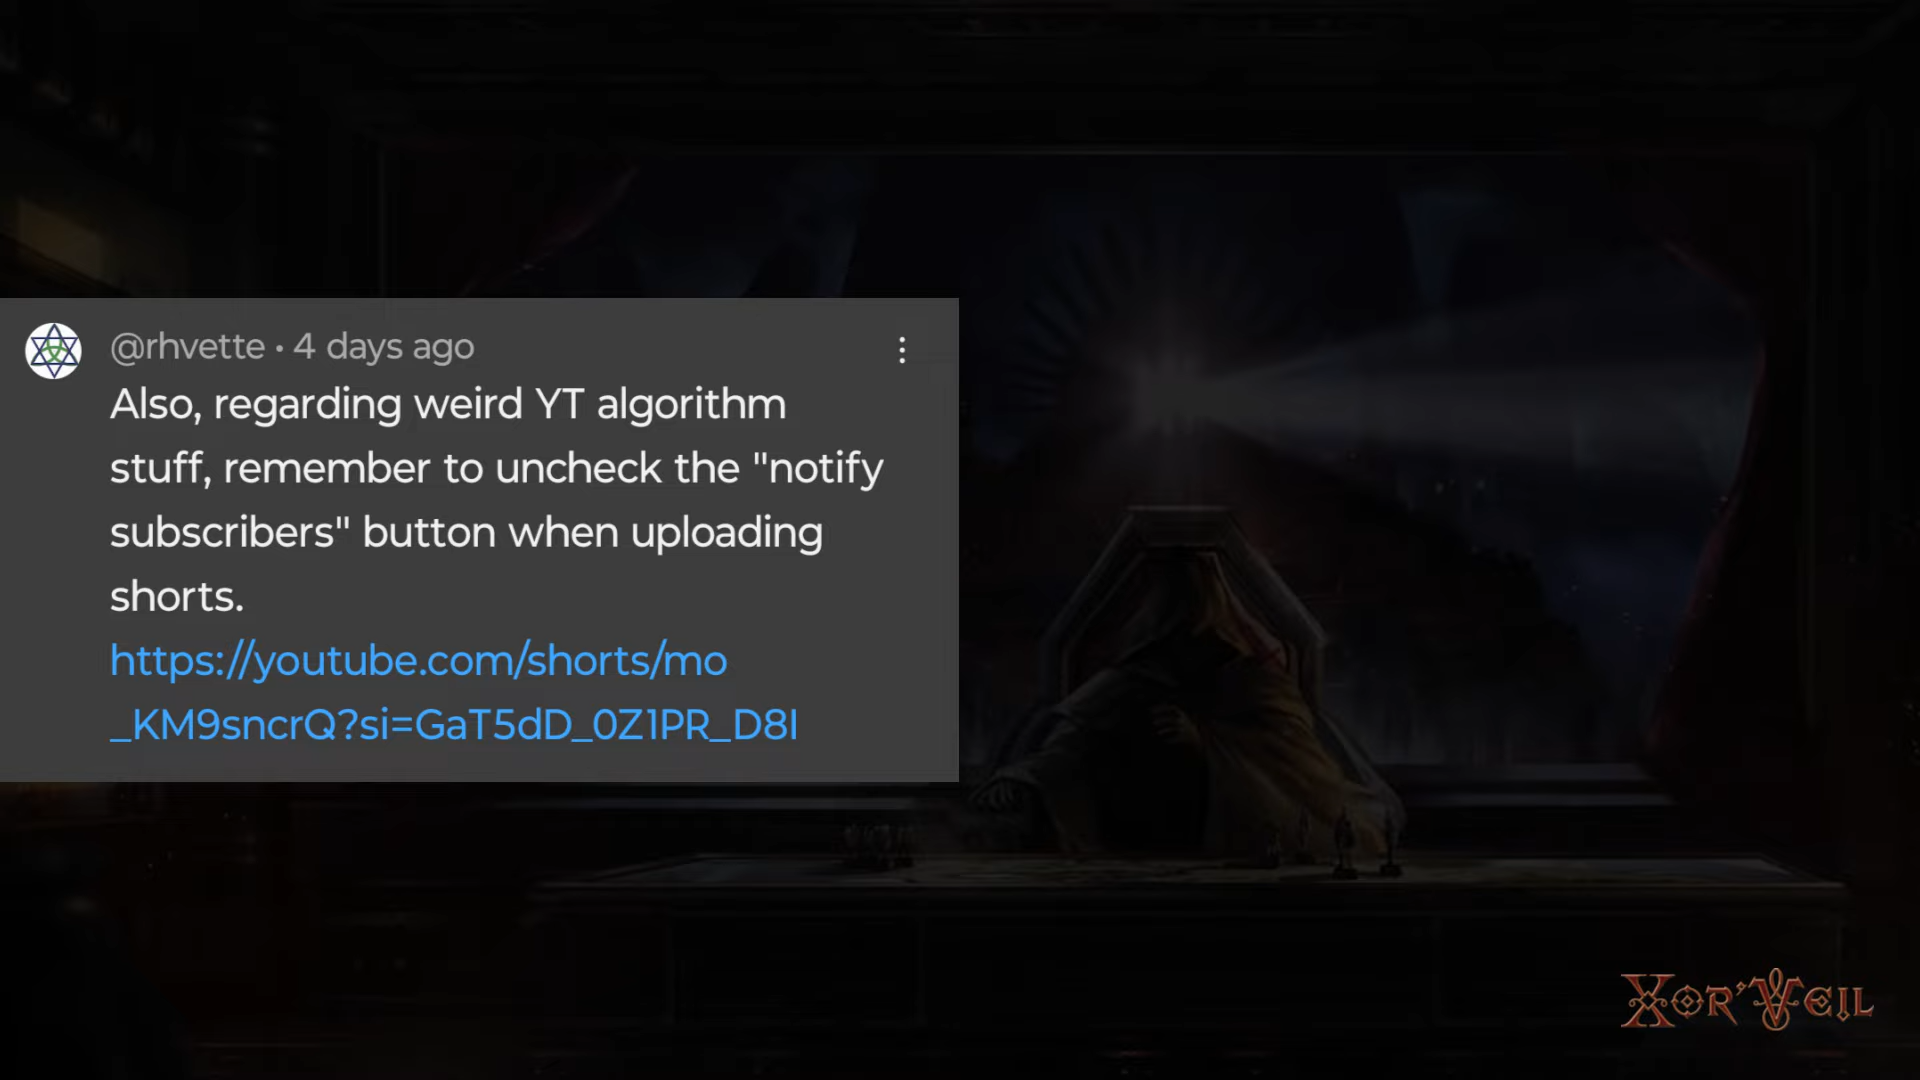 @rhvette • 4 days ago
Also, regarding weird YT algorithm
stuff, remember to uncheck the "notify
subscribers" button when uploading
shorts.
https://youtube.com/shorts/mo
_KM9sncrQ?si=GaT5dD_0Z1PR_D8I
Xor'Veil